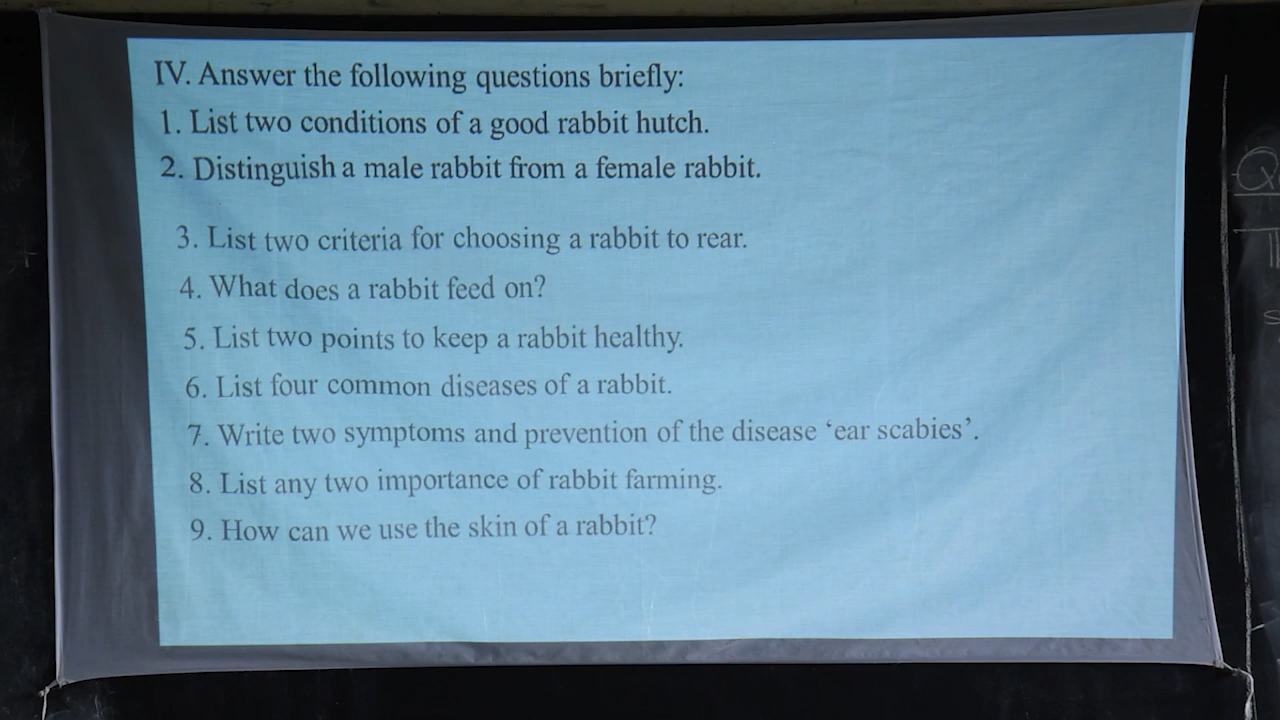 IV. Answer the following questions briefly:
1. List two conditions of a good rabbit hutch.
2. Distinguish a male rabbit from a female rabbit.
3. List two criteria for choosing a rabbit to rear.
4. What does a rabbit feed on?
5. List two points to keep a rabbit healthy.
6. List four common diseases of a rabbit.
7. Write two symptoms and prevention of the disease ‘ear scabies’.
8. List any two importance of rabbit farming.
9. How can we use the skin of a rabbit?